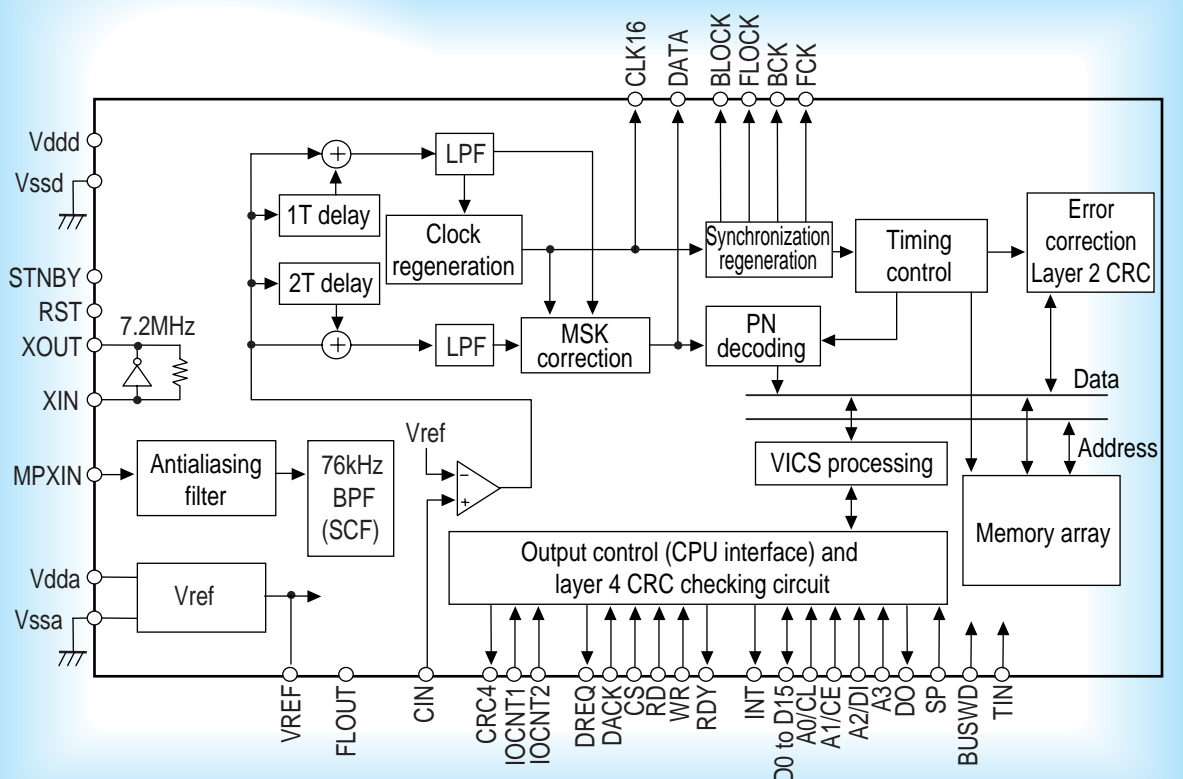 CLK16
DATA
BLOCK
FLOCK
BCK
FCK
Vddd
Vssd
STNBY
RST
7.2MHz
XOUT
XIN
MPXIN
Vdda
Vssa
LPF
1T delay
Clock
regeneration
2T delay
LPF
MSK
correction
Synchronization
regeneration
Timing
control
Error
correction
Layer 2 CRC
PN
decoding
Data
Address
Vref
Antialiasing
filter
76kHz
BPF
(SCF)
VICS processing
Memory array
Output control (CPU interface) and
layer 4 CRC checking circuit
Vref
VREF
FLOUT
CIN
CRC4
IOCNT1
IOCNT2
DREQ
DACK
CS
RD
WR
RDY
INT
D0 to D15
A0/CL
A1/CE
A2/DI
A3
DO
SP
BUSWD
TIN